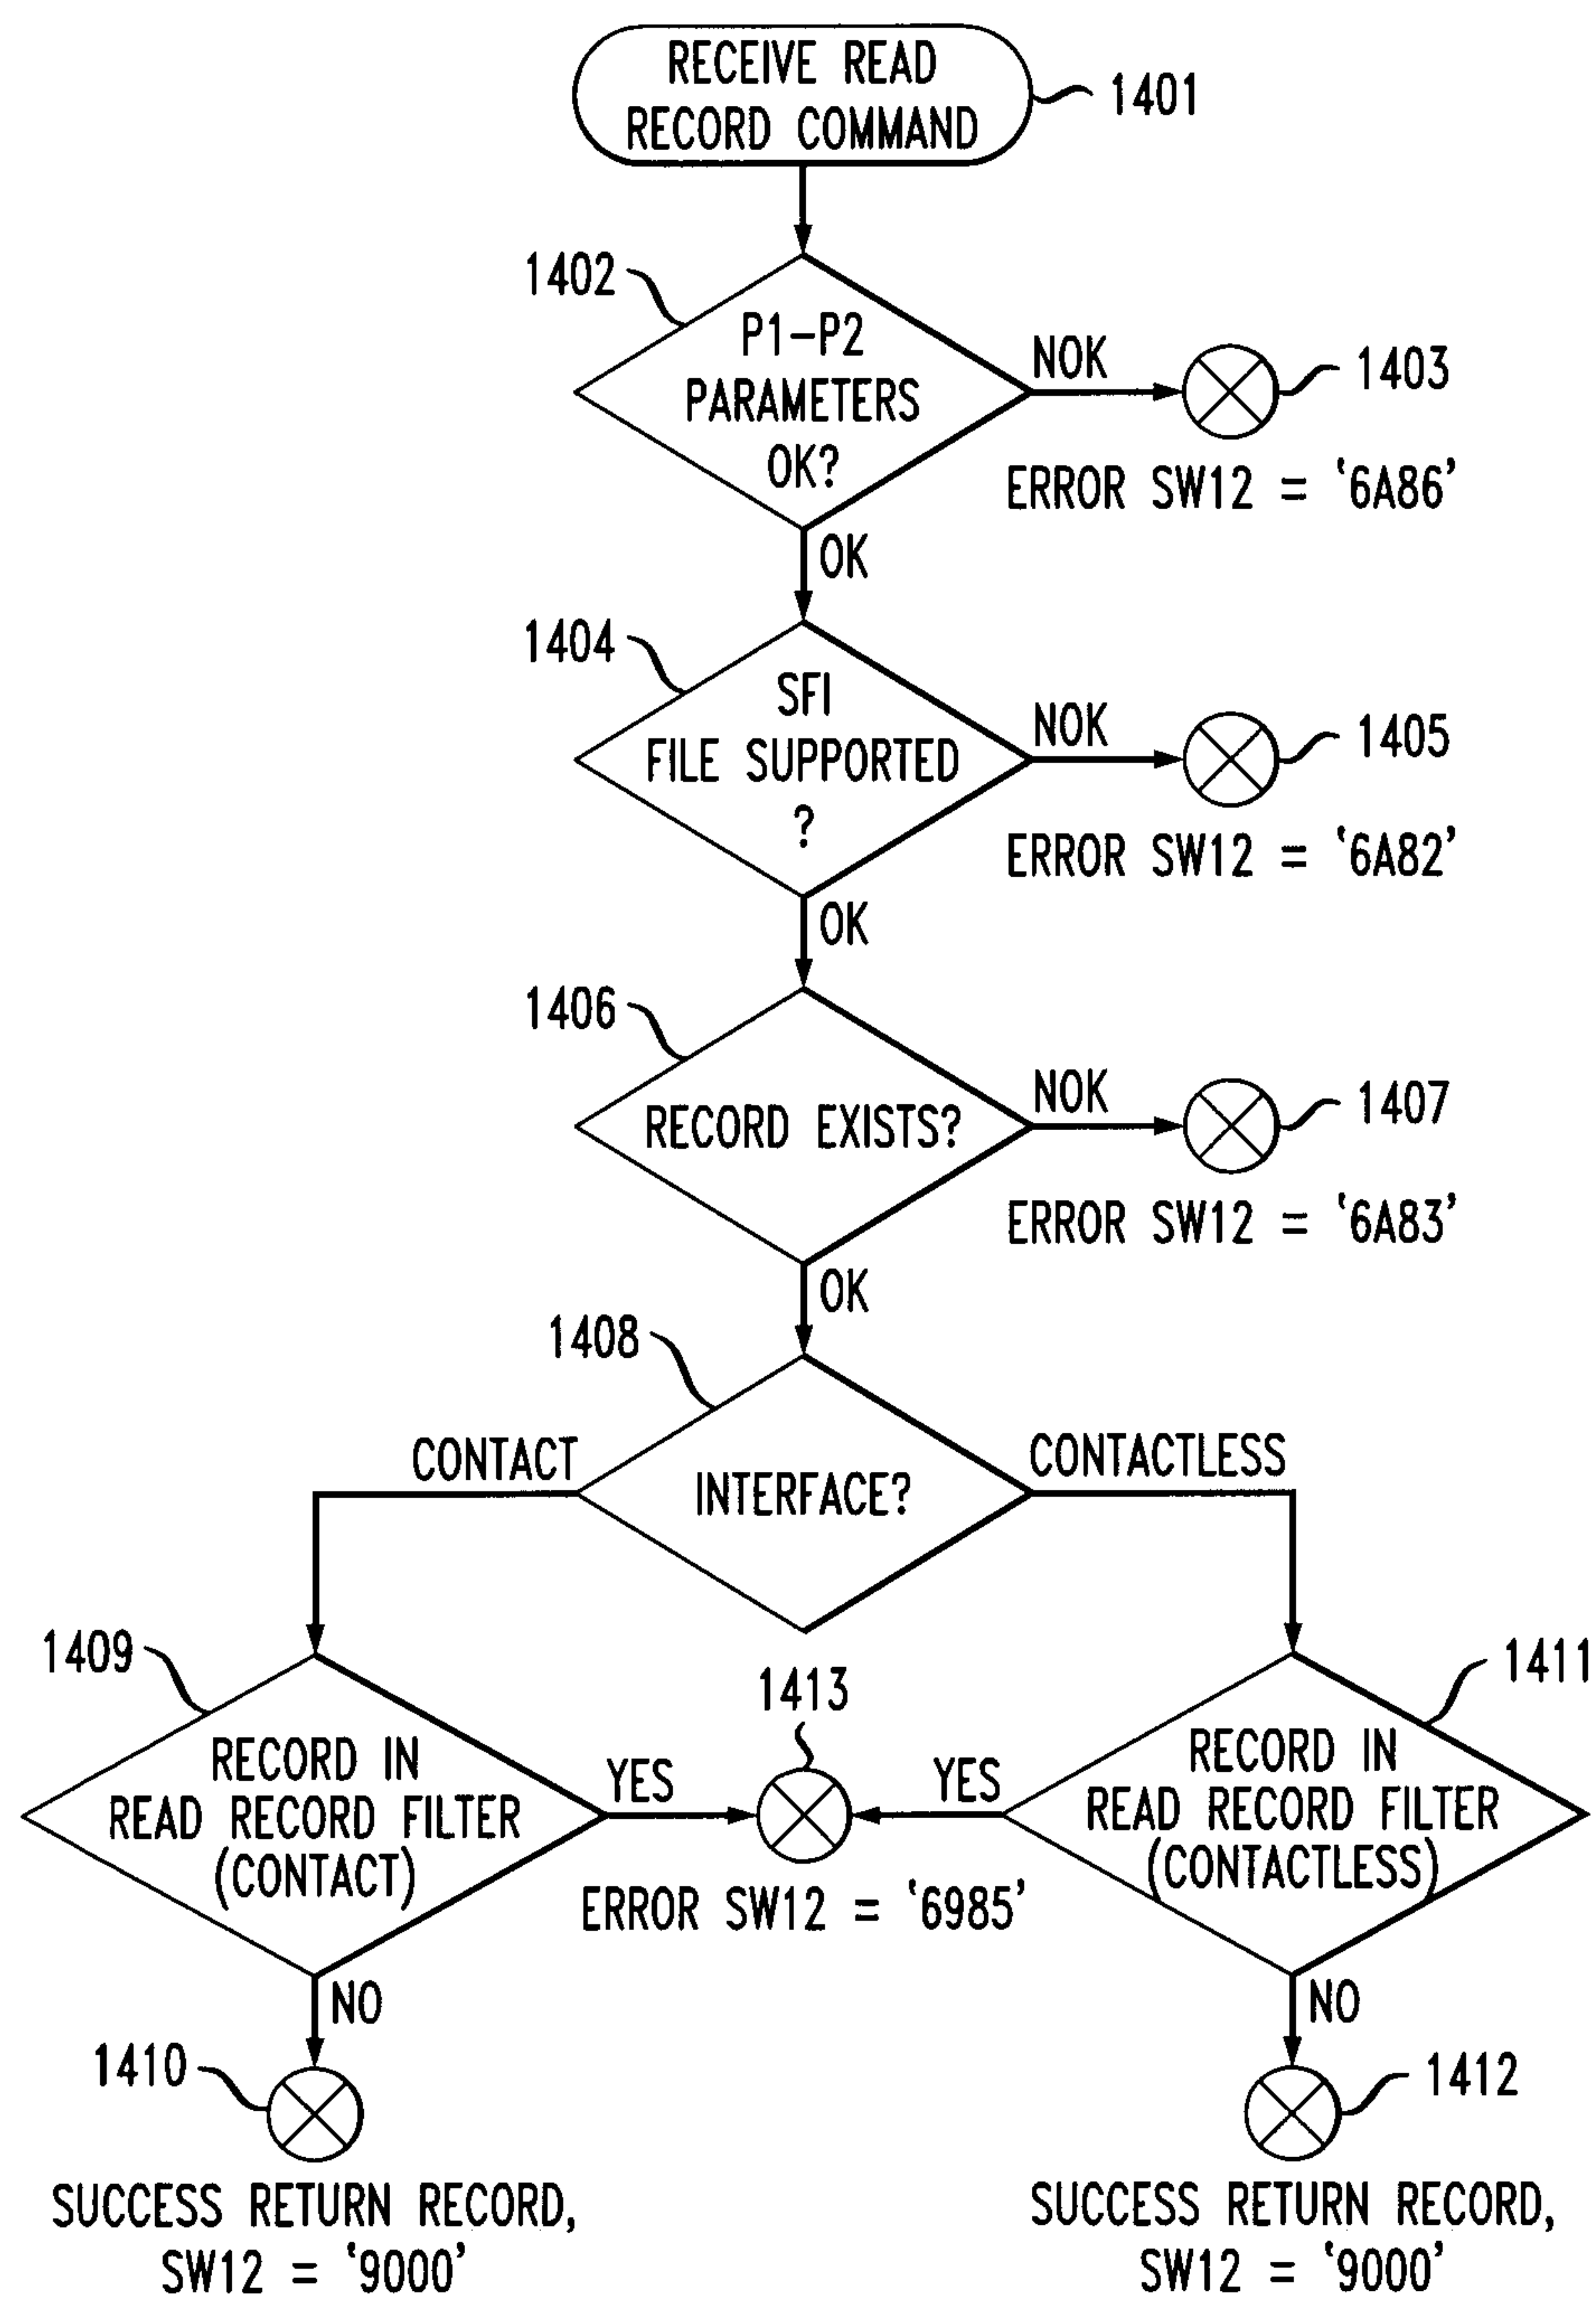 RECEIVE READ
RECORD COMMAND
1401
1402
P1-P2
PARAMETERS
OK?
NOK
1403
ERROR SW12 = '6A86'
OK
1404
SFI
FILE SUPPORTED
?
NOK
1405
ERROR SW12 = '6A82'
OK
1406
RECORD EXISTS?
NOK
1407
ERROR SW12 = '6A83'
OK
1408
CONTACT
INTERFACE?
CONTACTLESS
1409
RECORD IN
READ RECORD FILTER
(CONTACT)
YES
1413
ERROR SW12 = '6985'
YES
1411
RECORD IN
READ RECORD FILTER
(CONTACTLESS)
NO
1410
SUCCESS RETURN RECORD,
SW12 = '9000'
NO
1412
SUCCESS RETURN RECORD,
SW12 = '9000'